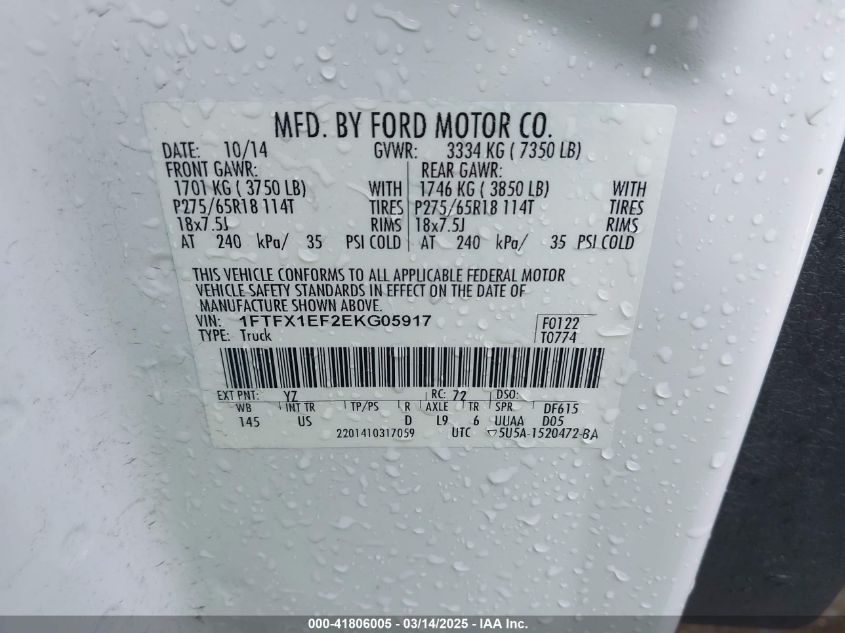 MFD. BY FORD MOTOR CO.
DATE: 10/14 GVWR: 3334 KG ( 7350 LB)
FRONT GAWR: REAR GAWR:
1701 KG ( 3750 LB) WITH 1746 KG ( 3850 LB) WITH
P275/65R18 114T TIRES P275/65R18 114T TIRES
18x7.5J RIMS 18x7.5J RIMS
AT 240 kPa/ 35 PSI COLD AT 240 kPa/ 35 PSI COLD
THIS VEHICLE CONFORMS TO ALL APPLICABLE FEDERAL MOTOR
VEHICLE SAFETY STANDARDS IN EFFECT ON THE DATE OF
MANUFACTURE SHOWN ABOVE.
VIN: 1FTFX1EF2EKG05917 F0122
TYPE: Truck T0774
EXT PNT: YZ RC: 72 DSO:
WB INT TR TP/PS R AXLE TR SPR DF615
145 US D L9 6 UUAA D05
2201410317059 UTC ▽5U5A-1520472-BA
000-41806005 - 03/14/2025 - IAA Inc.